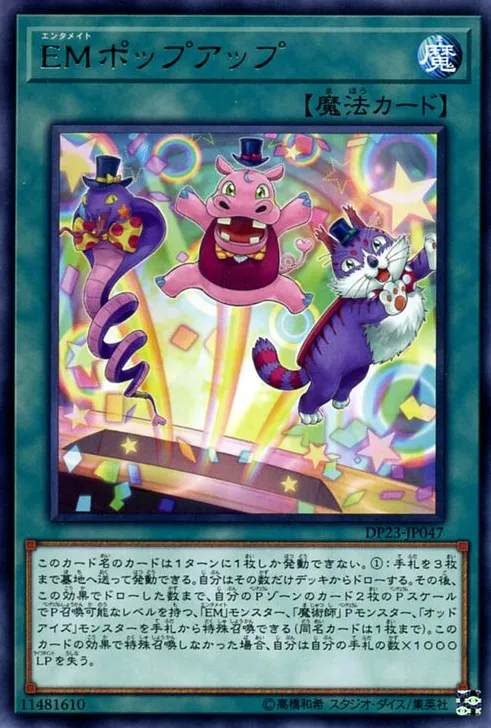 エンタメイト
EMポップアップ
魔
【魔法カード】
DP23-JP047
このカード名のカードは1ターンに1枚しか発動できない。①:手札を3枚
まで墓地へ送って発動できる。自分はその数だけデッキからドローする。その後、
この効果でドローした数まで、自分のPゾーンのカード2枚のPスケール
でP召喚可能なレベルを持つ、「EM」モンスター、「魔術師」Pモンスター、「オッド
アイズ」モンスターを手札から特殊召喚できる(同名カードは1枚まで)。この
カードの効果で特殊召喚しなかった場合、自分は自分の手札の数×1000
LPを失う。
11481610
©高橋和希 スタジオ・ダイス/集英社